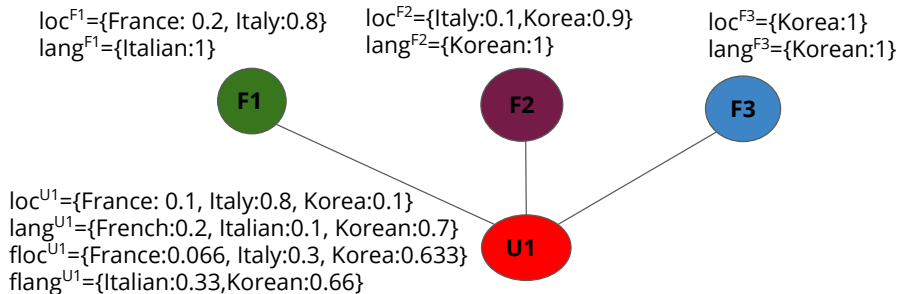 loc^F1={France: 0.2, Italy:0.8}
lang^F1={Italian:1}
loc^F2={Italy:0.1,Korea:0.9}
lang^F2={Korean:1}
loc^F3={Korea:1}
lang^F3={Korean:1}
F1
F2
F3
loc^U1={France: 0.1, Italy:0.8, Korea:0.1}
lang^U1={French:0.2, Italian:0.1, Korean:0.7}
floc^U1={France:0.066, Italy:0.3, Korea:0.633}
flang^U1={Italian:0.33,Korean:0.66}
U1